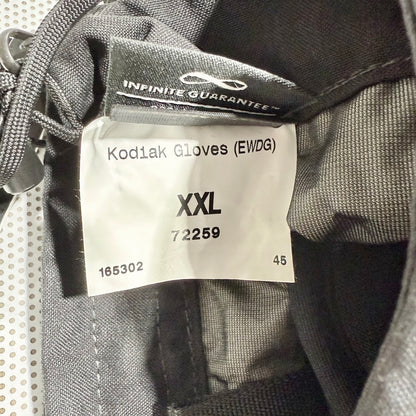 INFINITE GUARANTEE™
Kodiak Gloves (EWDG)
XXL
72259
165302 45